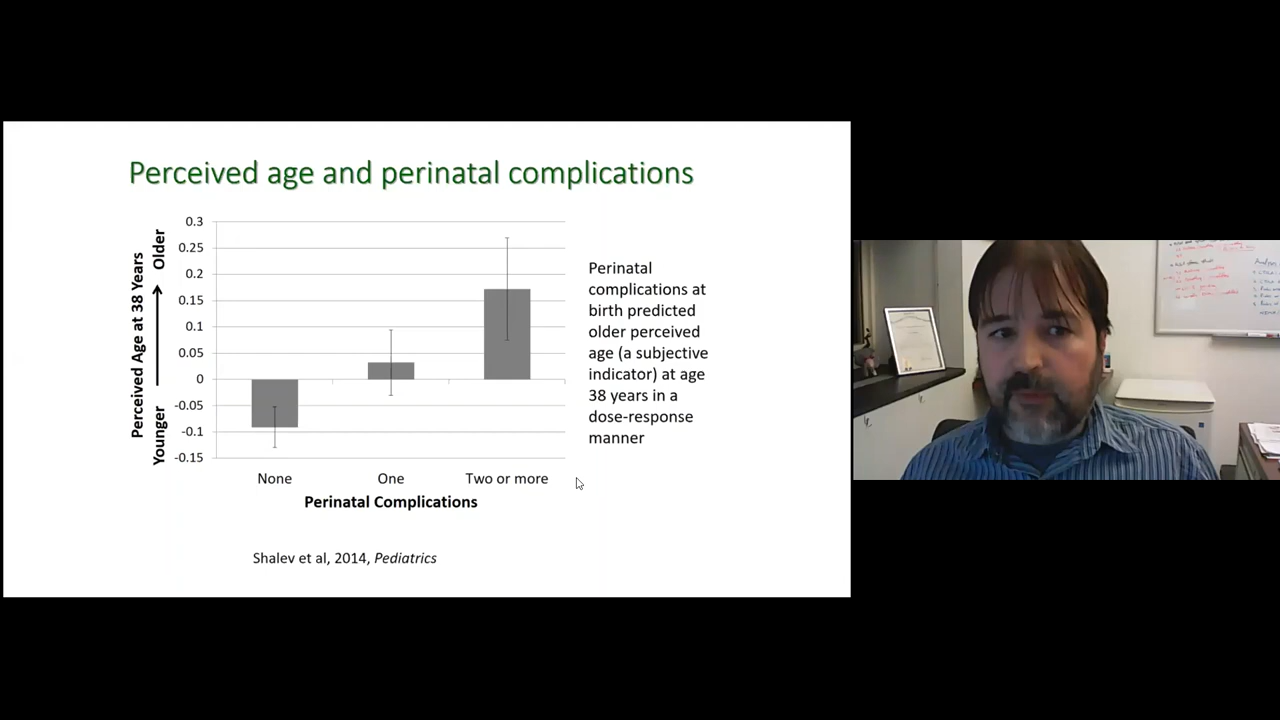 Perceived age and perinatal complications
Perceived Age at 38 Years
Younger
Older
0.3
0.25
0.2
0.15
0.1
0.05
0
-0.05
-0.1
-0.15
None
One
Two or more
Perinatal Complications
Perinatal
complications at
birth predicted
older perceived
age (a subjective
indicator) at age
38 years in a
dose-response
manner
Shalev et al, 2014, Pediatrics